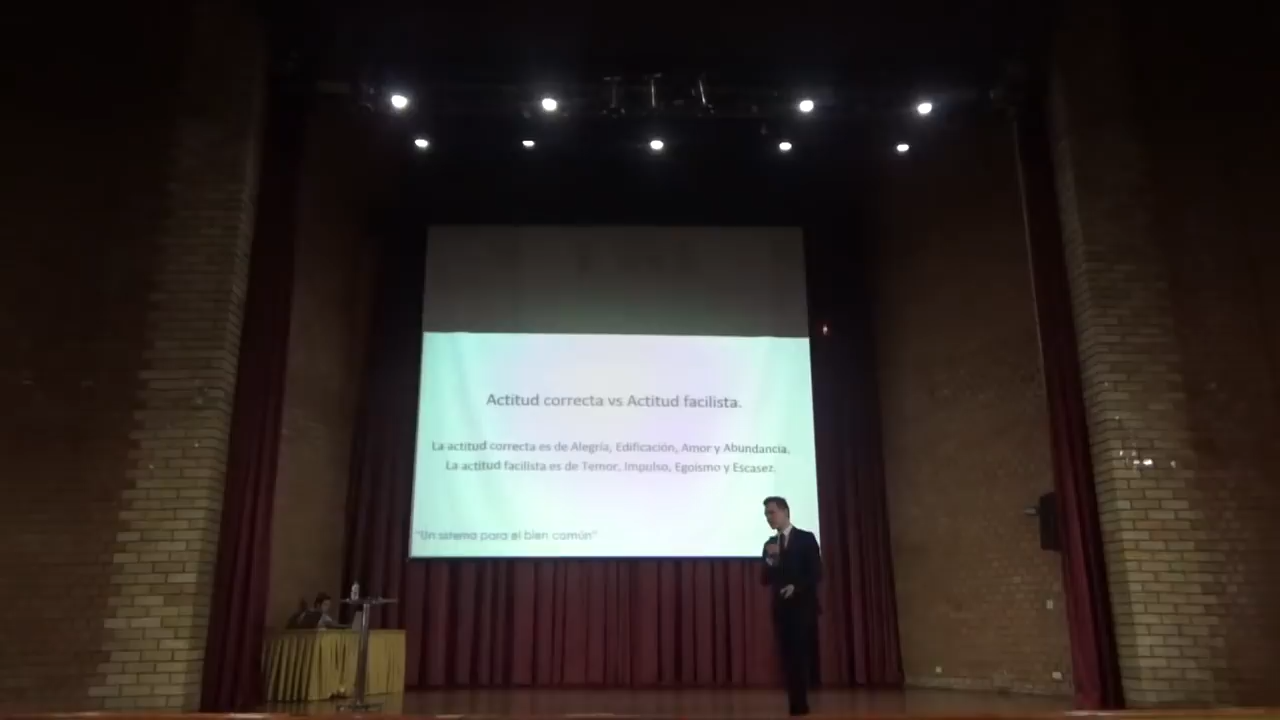 Actitud correcta vs Actitud facilista.
La actitud correcta es de Alegría, Edificación, Amor y Abundancia.
La actitud facilista es de Temor, Impulso, Egoismo y Escasez.
"Un sistema para el bien común"